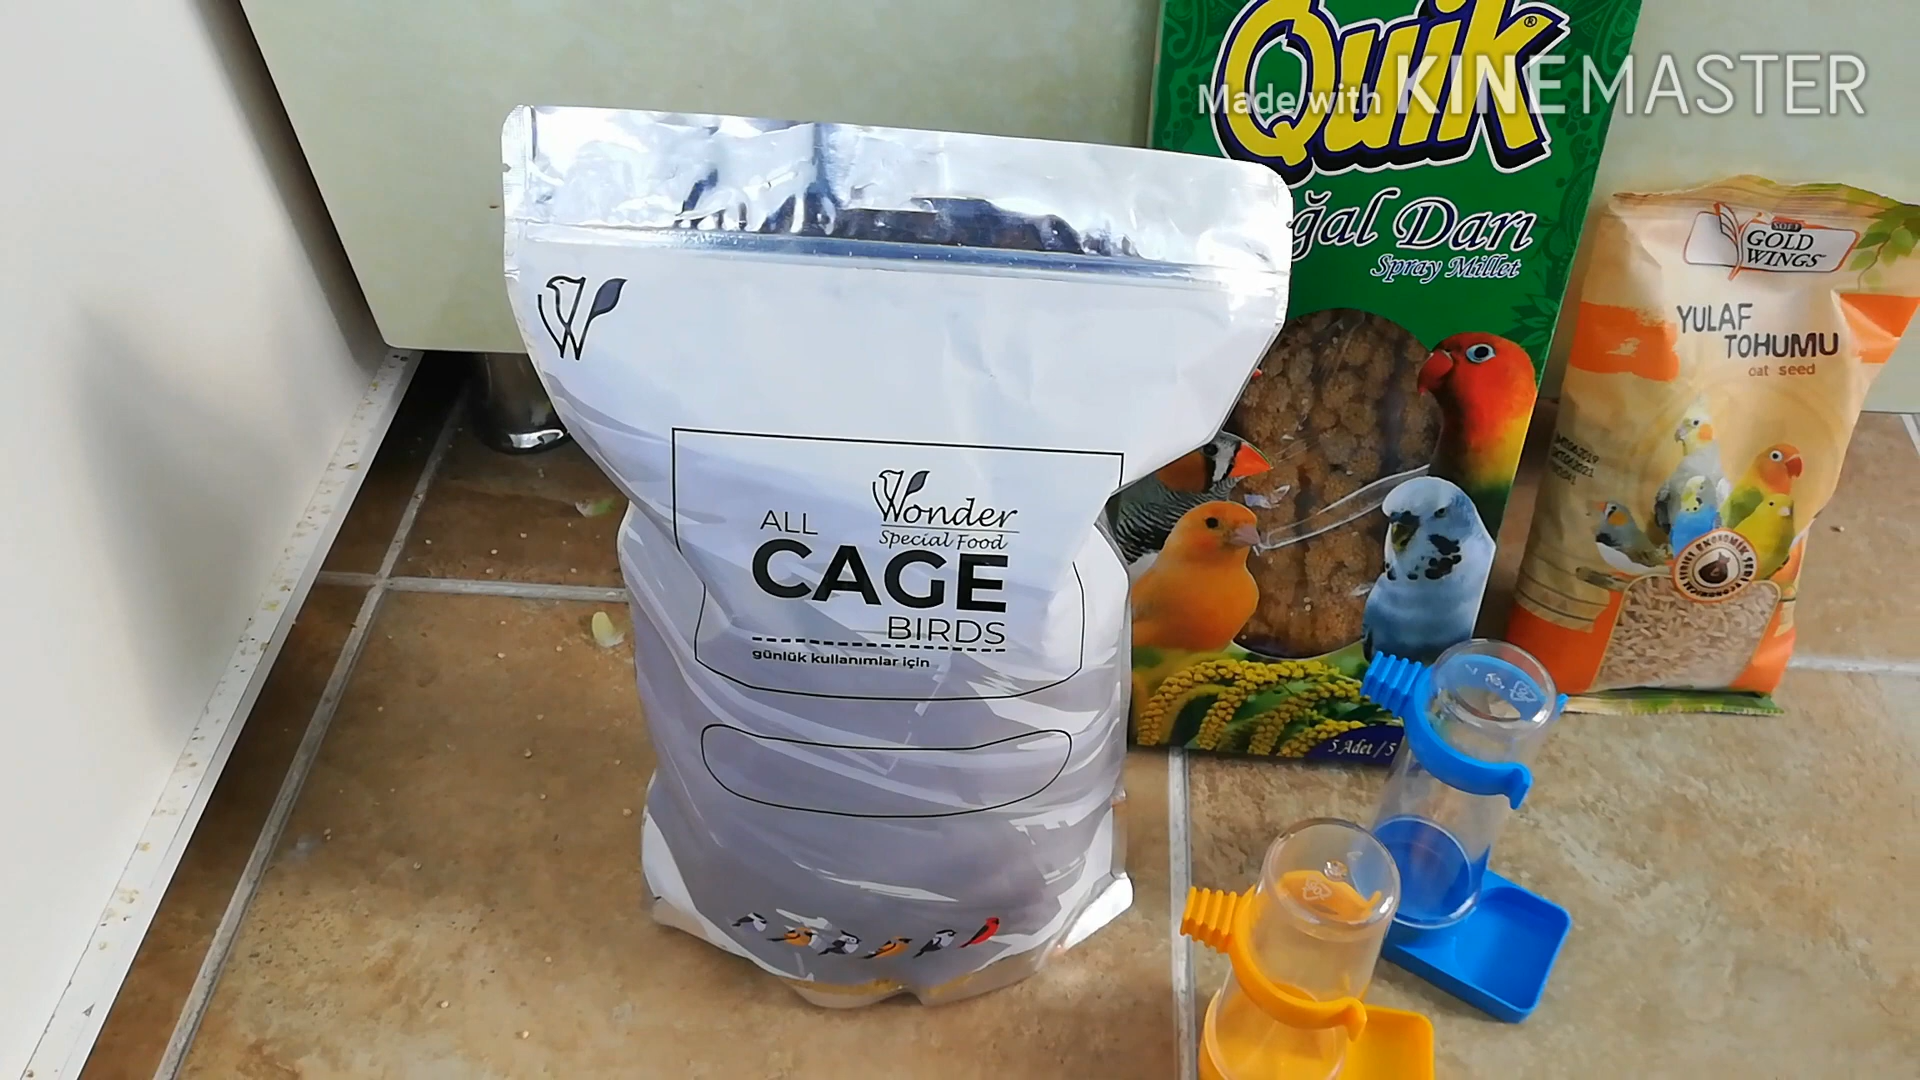 Quik®
Made with KINEMASTER
ğal Darı
Spray Millet
5 Adet / 5
SOFT
GOLD
WINGS
YULAF
TOHUMU
oat seed
W
Wonder
Special Food
ALL
CAGE
BIRDS
günlük kullanımlar için